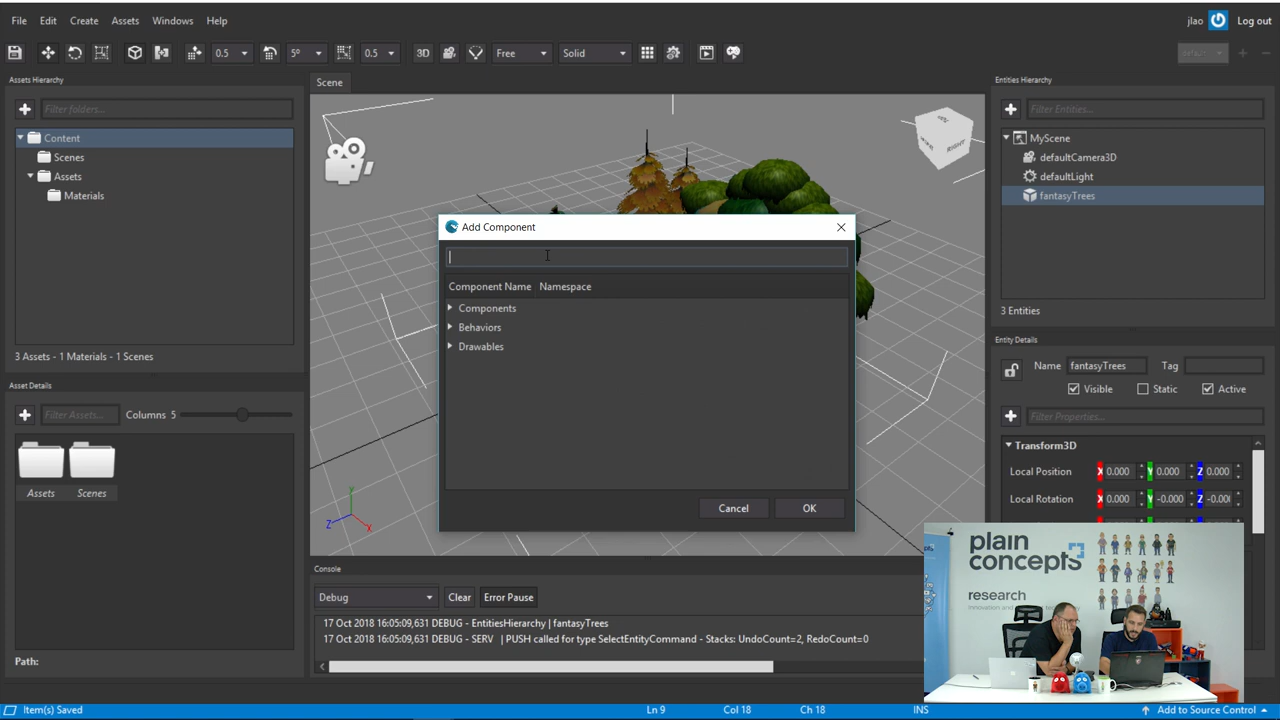 File Edit Create Assets Windows Help
jlao Log out
0.5 5° 0.5 3D Free Solid default
Assets Hierarchy
Filter folders...
Content
Scenes
Assets
Materials
3 Assets - 1 Materials - 1 Scenes
Asset Details
Filter Assets... Columns 5
Assets Scenes
Path:
Scene
RIGHT
Y
Z
X
Add Component
Component Name Namespace
Components
Behaviors
Drawables
Cancel OK
Console
Debug Clear Error Pause
17 Oct 2018 16:05:09,631 DEBUG - EntitiesHierarchy | fantasyTrees
17 Oct 2018 16:05:09,631 DEBUG - SERV | PUSH called for type SelectEntityCommand - Stacks: UndoCount=2, RedoCount=0
Entities Hierarchy
Filter Entities...
MyScene
defaultCamera3D
defaultLight
fantasyTrees
3 Entities
Entity Details
Name fantasyTrees Tag
Visible Static Active
Filter Properties...
Transform3D
Local Position X 0.000 Y 0.000 Z 0.000
Local Rotation X 0.000 Y -0.000 Z -0.00
plain
concepts
research
Item(s) Saved Ln 9 Col 18 Ch 18 INS Add to Source Control